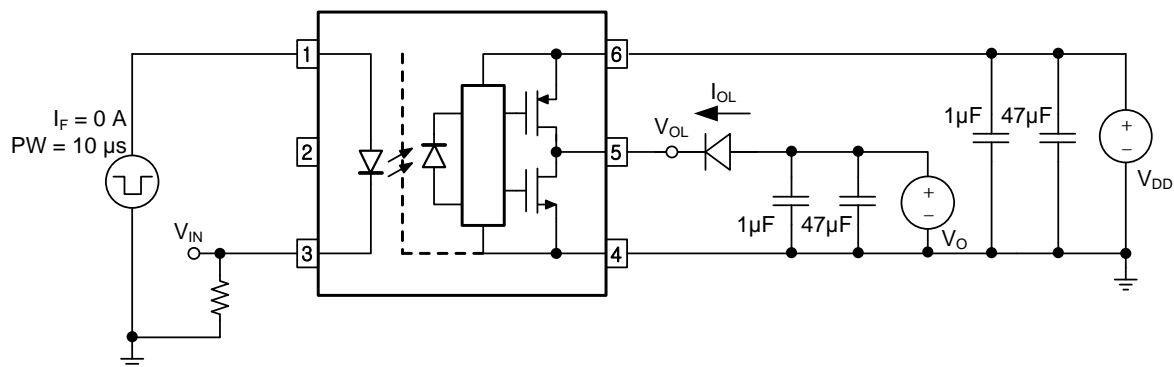 1
6
I_F = 0 A
PW = 10 µs
I_OL
1µF
47µF
2
V_OL
5
+
–
V_DD
+
–
1µF
47µF
V_O
V_IN
3
4